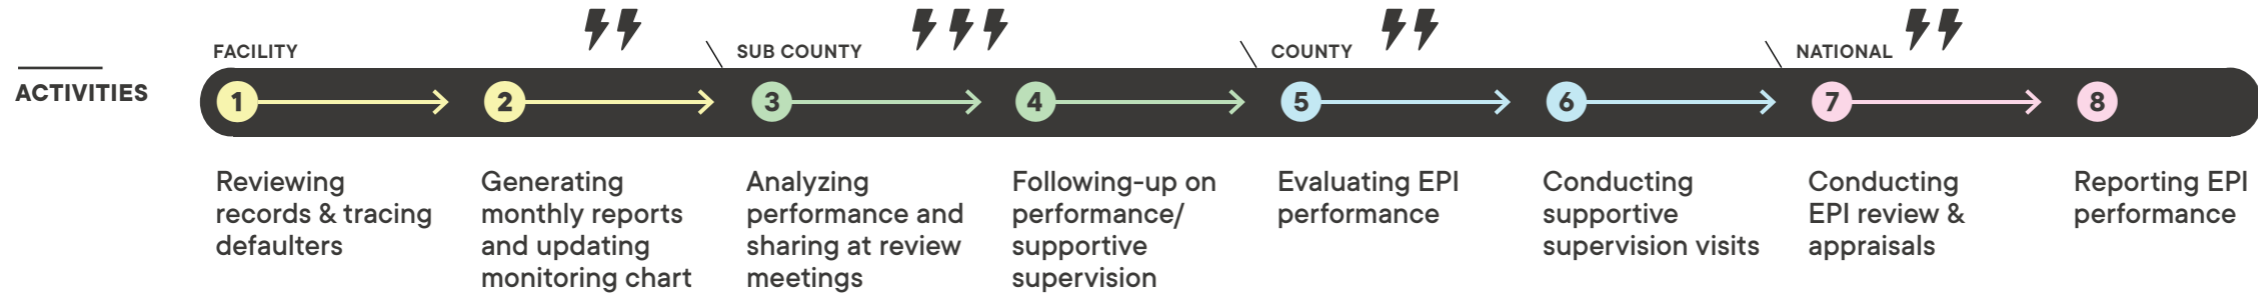 FACILITY
SUB COUNTY
COUNTY
NATIONAL
ACTIVITIES
1
2
3
4
5
6
7
8
Reviewing
records & tracing
defaulters
Generating
monthly reports
and updating
monitoring chart
Analyzing
performance and
sharing at review
meetings
Following-up on
performance/
supportive
supervision
Evaluating EPI
performance
Conducting
supportive
supervision visits
Conducting
EPI review &
appraisals
Reporting EPI
performance